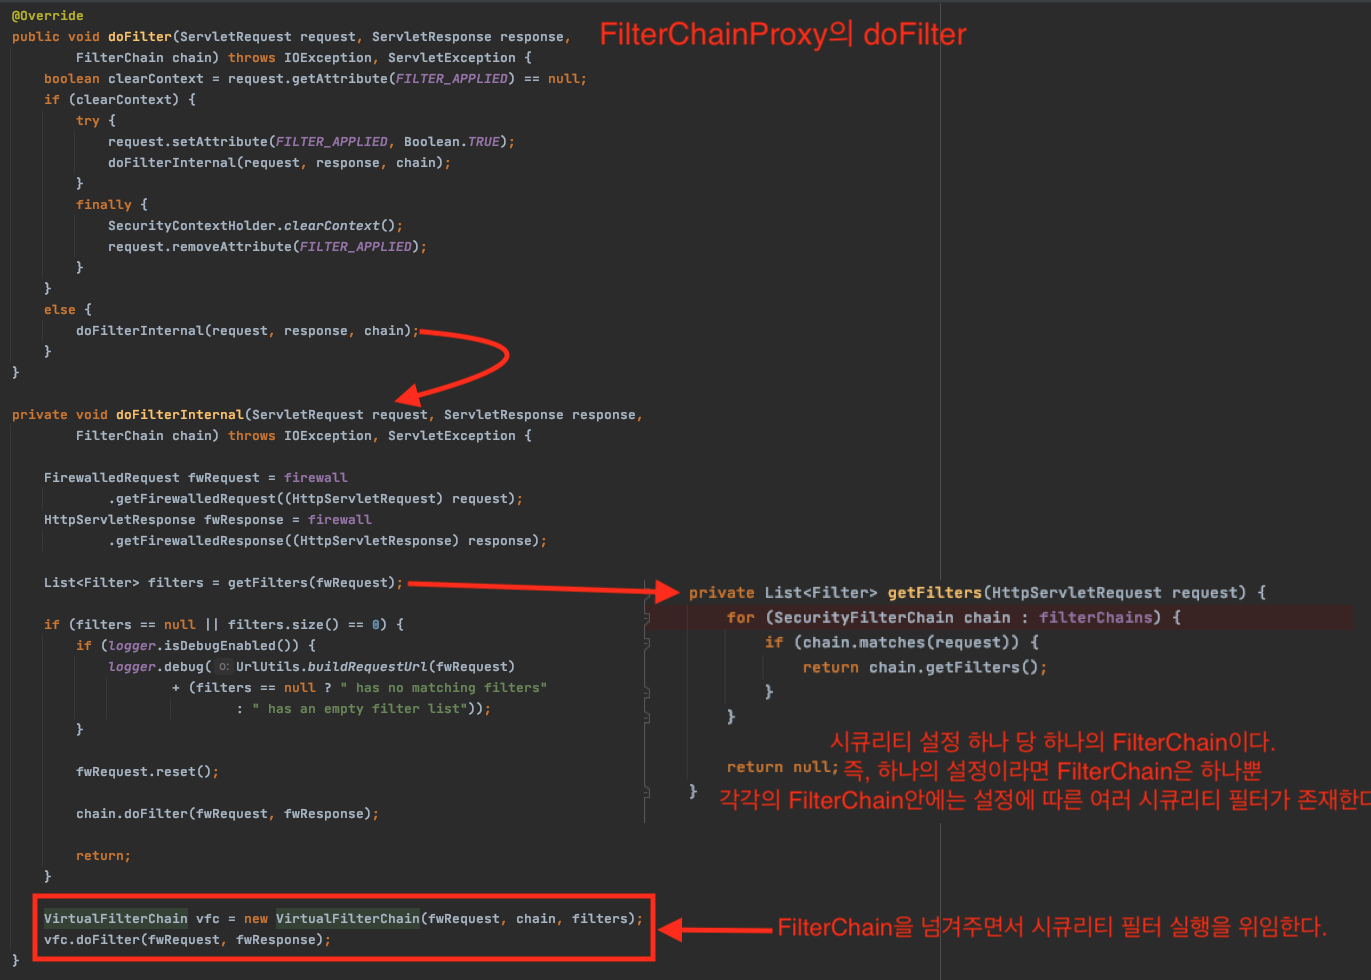 @Override
FilterChainProxy의 doFilter
public void doFilter(ServletRequest request, ServletResponse response,
FilterChain chain) throws IOException, ServletException {
boolean clearContext = request.getAttribute(FILTER_APPLIED) == null;
if (clearContext) {
try {
request.setAttribute(FILTER_APPLIED, Boolean.TRUE);
doFilterInternal(request, response, chain);
}
finally {
SecurityContextHolder.clearContext();
request.removeAttribute(FILTER_APPLIED);
}
}
else {
doFilterInternal(request, response, chain);
}
}
private void doFilterInternal(ServletRequest request, ServletResponse response,
FilterChain chain) throws IOException, ServletException {
FirewalledRequest fwRequest = firewall
.getFirewalledRequest((HttpServletRequest) request);
HttpServletResponse fwResponse = firewall
.getFirewalledResponse((HttpServletResponse) response);
List<Filter> filters = getFilters(fwRequest);
if (filters == null || filters.size() == 0) {
if (logger.isDebugEnabled()) {
logger.debug( o: UrlUtils.buildRequestUrl(fwRequest)
+ (filters == null ? " has no matching filters"
: " has an empty filter list"));
}
fwRequest.reset();
chain.doFilter(fwRequest, fwResponse);
return;
}
VirtualFilterChain vfc = new VirtualFilterChain(fwRequest, chain, filters);
vfc.doFilter(fwRequest, fwResponse);
}
private List<Filter> getFilters(HttpServletRequest request) {
for (SecurityFilterChain chain : filterChains) {
if (chain.matches(request)) {
return chain.getFilters();
}
}
시큐리티 설정 하나 당 하나의 FilterChain이다.
return null; 즉, 하나의 설정이라면 FilterChain은 하나뿐
} 각각의 FilterChain안에는 설정에 따른 여러 시큐리티 필터가 존재한다
FilterChain을 넘겨주면서 시큐리티 필터 실행을 위임한다.